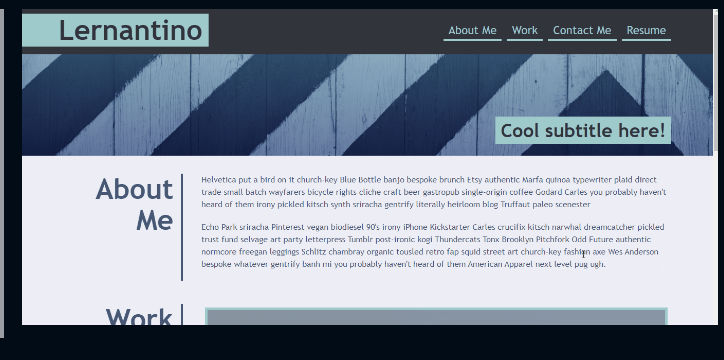 Lernantino
About Me Work Contact Me Resume
Cool subtitle here!
About
Me
Helvetica put a bird on it church-key Blue Bottle banjo bespoke brunch Etsy authentic Marfa quinoa typewriter plaid direct
trade small batch wayfarers bicycle rights cliche craft beer gastropub single-origin coffee Godard Carles you probably haven't
heard of them irony pickled kitsch synth sriracha gentrify literally heirloom blog Truffaut paleo scenester
Echo Park sriracha Pinterest vegan biodiesel 90's irony iPhone Kickstarter Carles crucifix kitsch narwhal dreamcatcher pickled
trust fund selvage art party letterpress Tumblr post-ironic kogi Thundercats Tonx Brooklyn Pitchfork Odd Future authentic
normcore freegan leggings Schlitz chambray organic tousled retro fap squid street art church-key fashion axe Wes Anderson
bespoke whatever gentrify banh mi you probably haven't heard of them American Apparel next level pug ugh.
Work